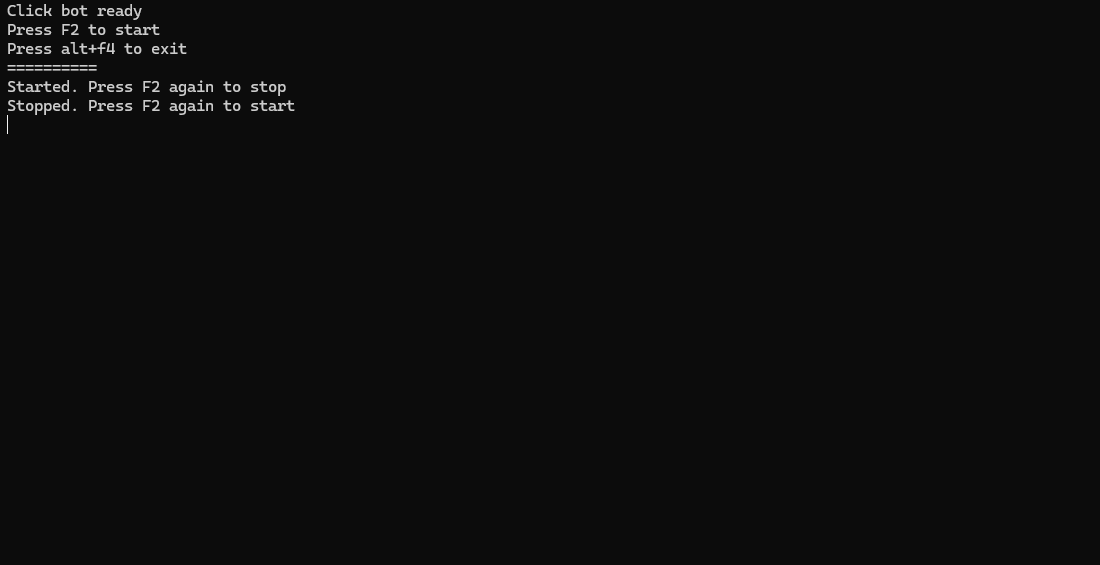 Click bot ready
Press F2 to start
Press alt+f4 to exit
==========
Started. Press F2 again to stop
Stopped. Press F2 again to start